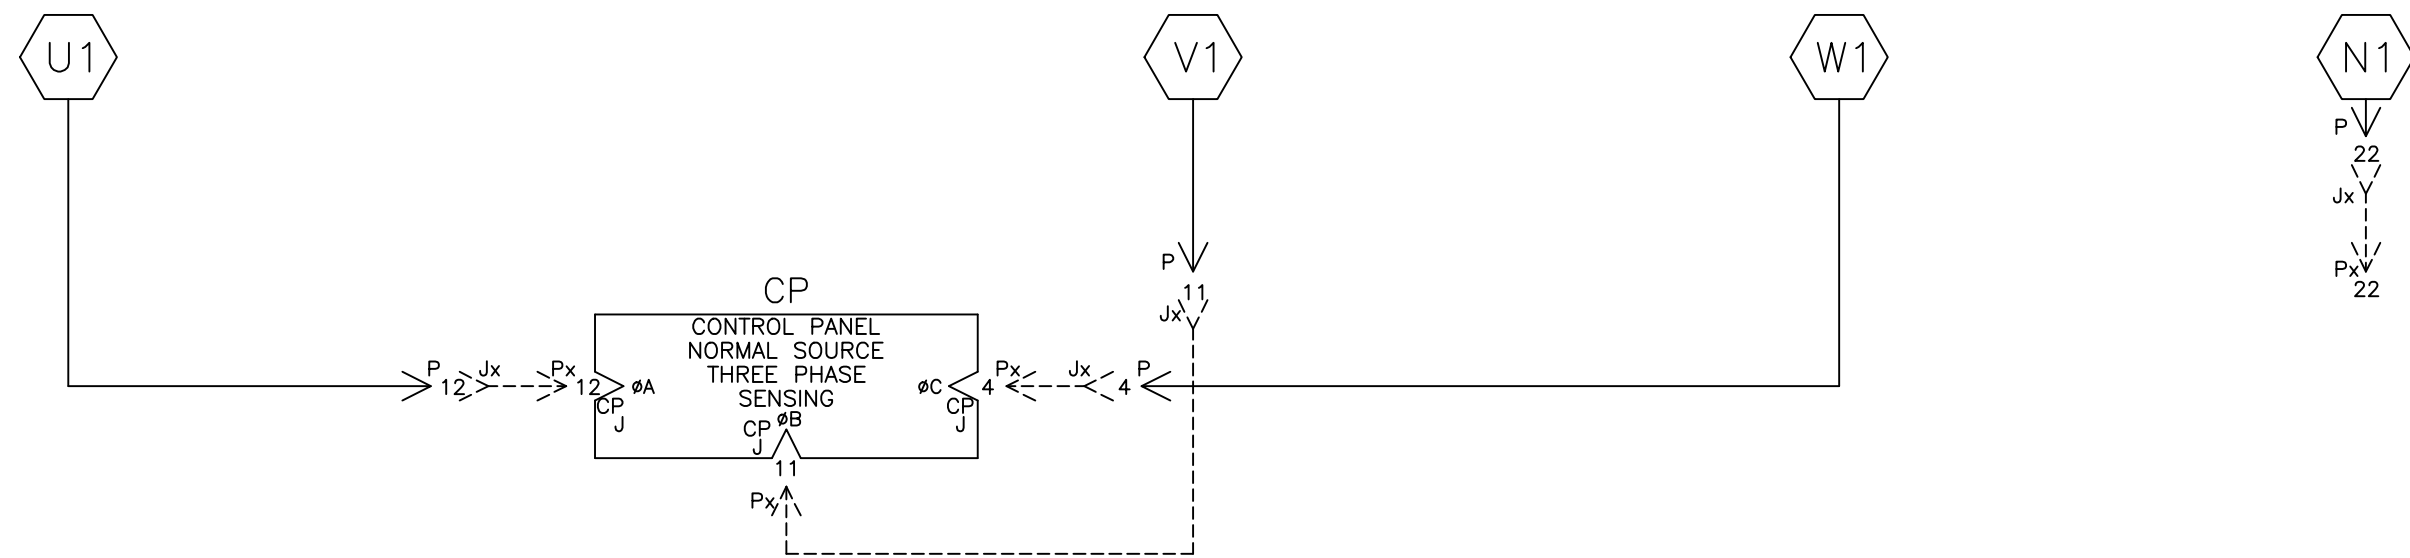 U1
V1
W1
N1
P
22
Jx
Px
22
P
11
Jx
CP
CONTROL PANEL
NORMAL SOURCE
THREE PHASE
SENSING
P
12
Jx
Px
12
øA
CP
J
øB
CP
J
11
Px
øC
CP
J
4
Px
Jx
4
P